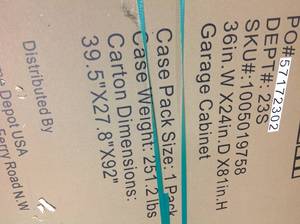 PO#57172302
DEPT#: 23S
SKU#:1005019758
36in. W X24in.D X81in.H
Garage Cabinet
Case Pack Size: 1 Pack
Case Weight: 251.2 lbs
Carton Dimensions:
39.5"X27.8"X92"
Distributed By
Depot USA
Ferry Road N.W